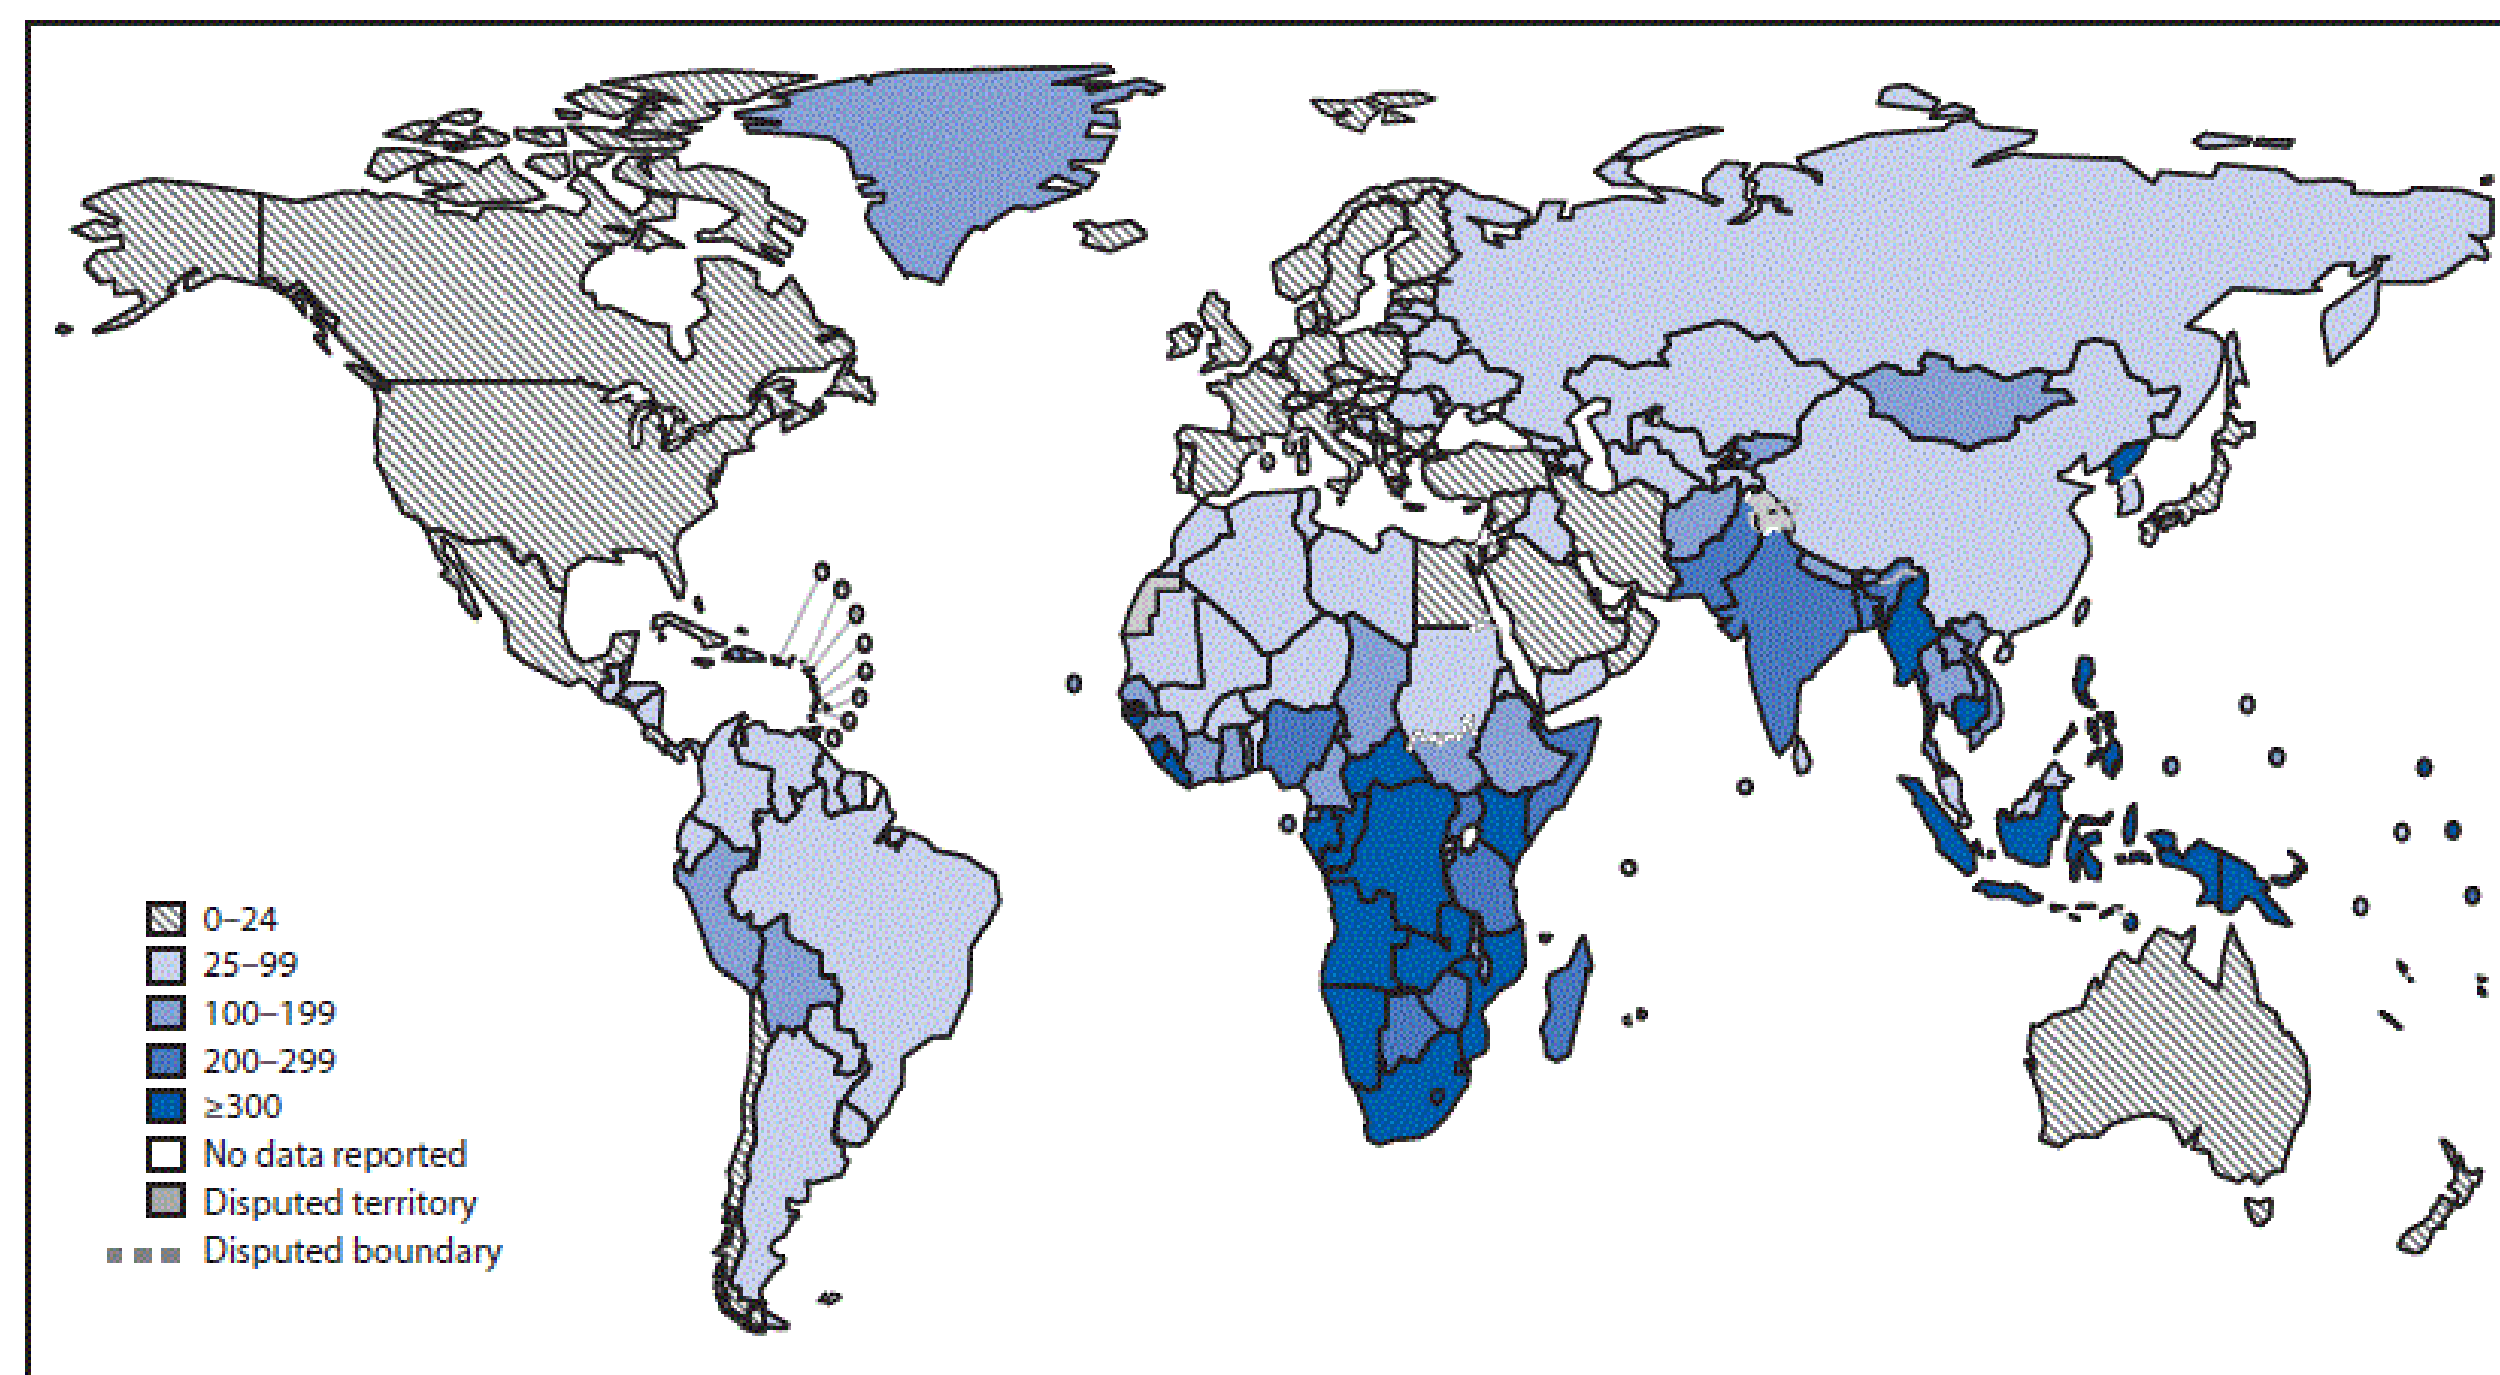 0–24
25–99
100–199
200–299
≥300
No data reported
Disputed territory
Disputed boundary